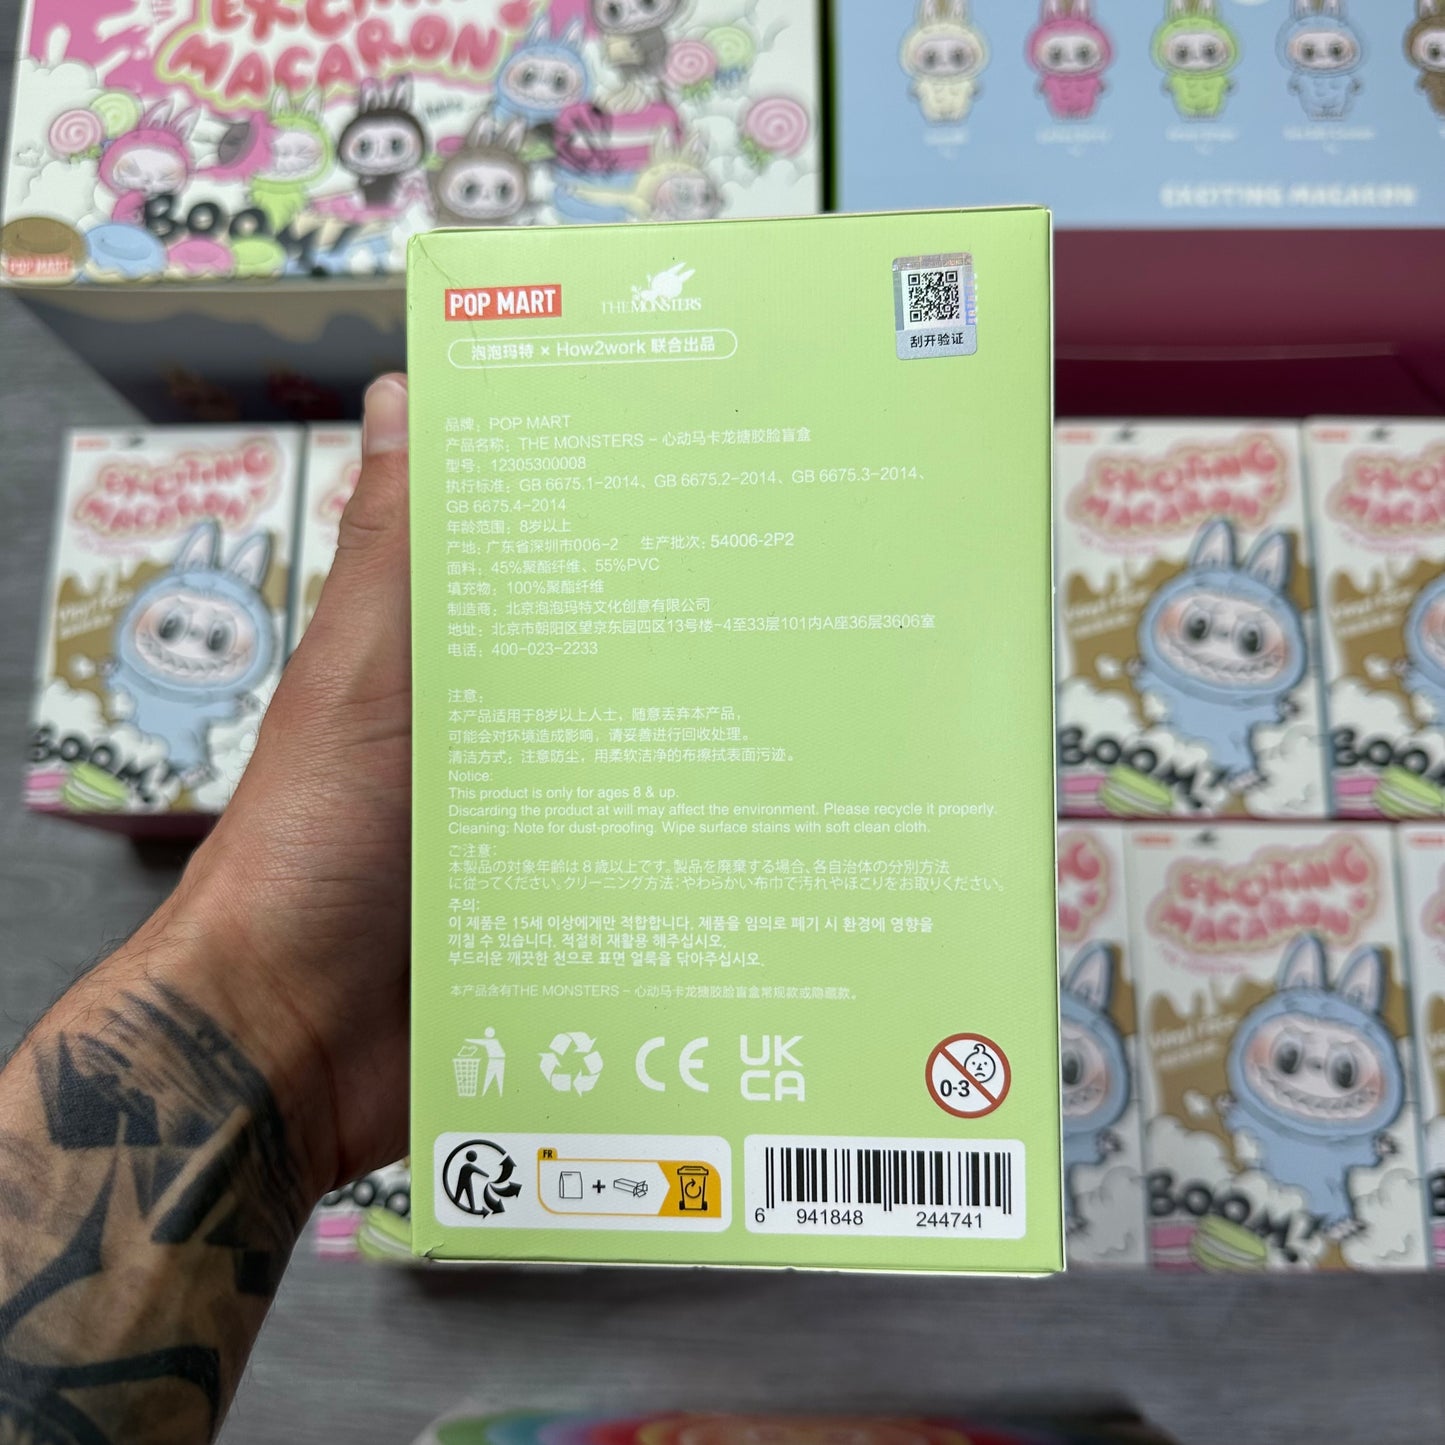 EXCITING
MACARON
BOOM!
POP MART
EXCITING MACARON
POP MART
THE MONSTERS
泡泡玛特 × How2work 联合出品
刮开验证
品牌：POP MART
产品名称：THE MONSTERS – 心动马卡龙搪胶脸盲盒
型号：12305300008
执行标准：GB 6675.1-2014、GB 6675.2-2014、GB 6675.3-2014、
GB 6675.4-2014
年龄范围：8岁以上
产地：广东省深圳市006-2 生产批次：54006-2P2
面料：45%聚酯纤维、55%PVC
填充物：100%聚酯纤维
制造商：北京泡泡玛特文化创意有限公司
地址：北京市朝阳区望京东园四区13号楼-4至33层101内A座36层3606室
电话：400-023-2233
注意：
本产品适用于8岁以上人士，随意丢弃本产品，
可能会对环境造成影响，请妥善进行回收处理。
清洁方式：注意防尘，用柔软洁净的布擦拭表面污迹。
Notice:
This product is only for ages 8 & up.
Discarding the product at will may affect the environment. Please recycle it properly.
Cleaning: Note for dust-proofing. Wipe surface stains with soft clean cloth.
ご注意:
本製品の対象年齢は8歳以上です。製品を廃棄する場合、各自治体の分別方法
に従ってください。クリーニング方法:やわらかい布巾で汚れやほこりをお取りください。
주의:
이 제품은 15세 이상에게만 적합합니다. 제품을 임의로 폐기 시 환경에 영향을
끼칠 수 있습니다. 적절히 재활용 해주십시오.
부드러운 깨끗한 천으로 표면 얼룩을 닦아주십시오.
本产品含有THE MONSTERS – 心动马卡龙搪胶脸盲盒常规款或隐藏款。
CE
UK
CA
0-3
FR
6 941848 244741
EXCITING
MACARON
BOOM!
EXCITING
MACARON
BOOM!
EXCITING
MACARON
BOOM!